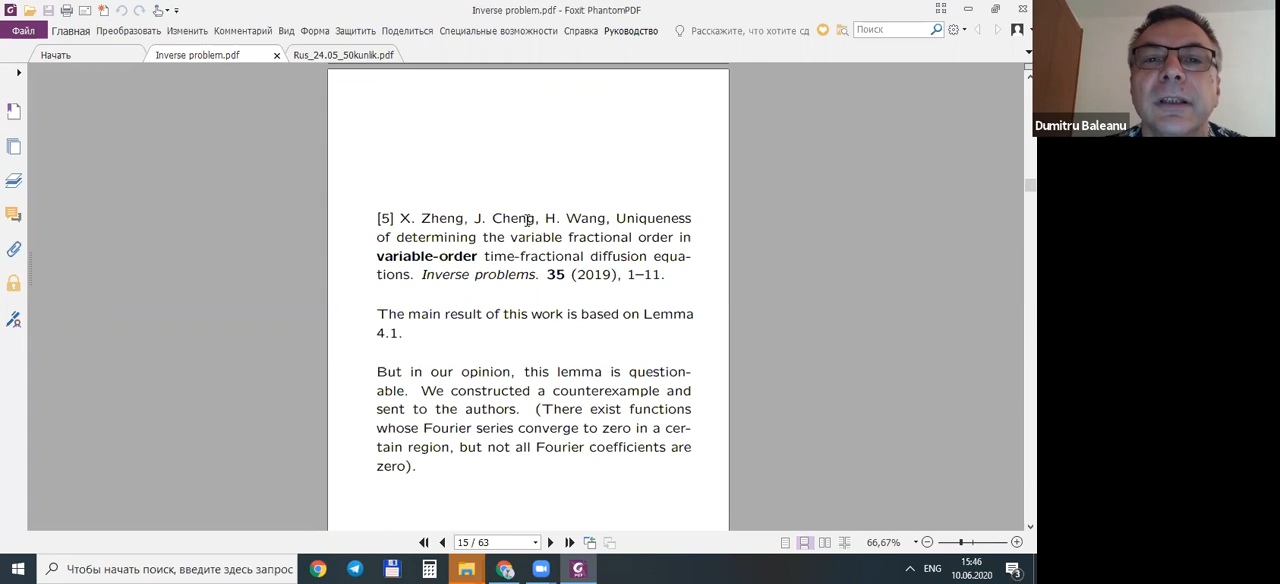 Inverse problem.pdf - Foxit PhantomPDF
Файл Главная Преобразовать Изменить Комментарий Вид Форма Защитить Поделиться Специальные возможности Справка Руководство Расскажите, что хотите сд Поиск
Начать Inverse problem.pdf Rus_24.05_50kunlik.pdf
Dumitru Baleanu
[5] X. Zheng, J. Cheng, H. Wang, Uniqueness
of determining the variable fractional order in
variable-order time-fractional diffusion equa-
tions. Inverse problems. 35 (2019), 1–11.
The main result of this work is based on Lemma
4.1.
But in our opinion, this lemma is question-
able. We constructed a counterexample and
sent to the authors. (There exist functions
whose Fourier series converge to zero in a cer-
tain region, but not all Fourier coefficients are
zero).
15 / 63 66,67%
Чтобы начать поиск, введите здесь запрос ENG 15:46
10.06.2020
3